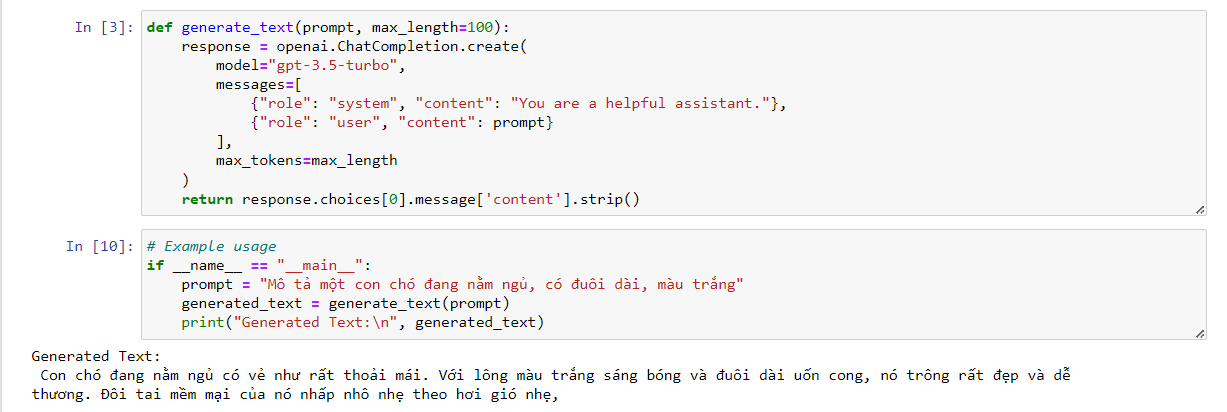 In [3]: def generate_text(prompt, max_length=100):
    response = openai.ChatCompletion.create(
        model="gpt-3.5-turbo",
        messages=[
            {"role": "system", "content": "You are a helpful assistant."},
            {"role": "user", "content": prompt}
        ],
        max_tokens=max_length
    )
    return response.choices[0].message['content'].strip()
In [10]: # Example usage
if __name__ == "__main__":
    prompt = "Mô tả một con chó đang nằm ngủ, có đuôi dài, màu trắng"
    generated_text = generate_text(prompt)
    print("Generated Text:\n", generated_text)
Generated Text:
 Con chó đang nằm ngủ có vẻ như rất thoải mái. Với lông màu trắng sáng bóng và đuôi dài uốn cong, nó trông rất đẹp và dễ
thương. Đôi tai mềm mại của nó nhấp nhô nhẹ theo hơi gió nhẹ,